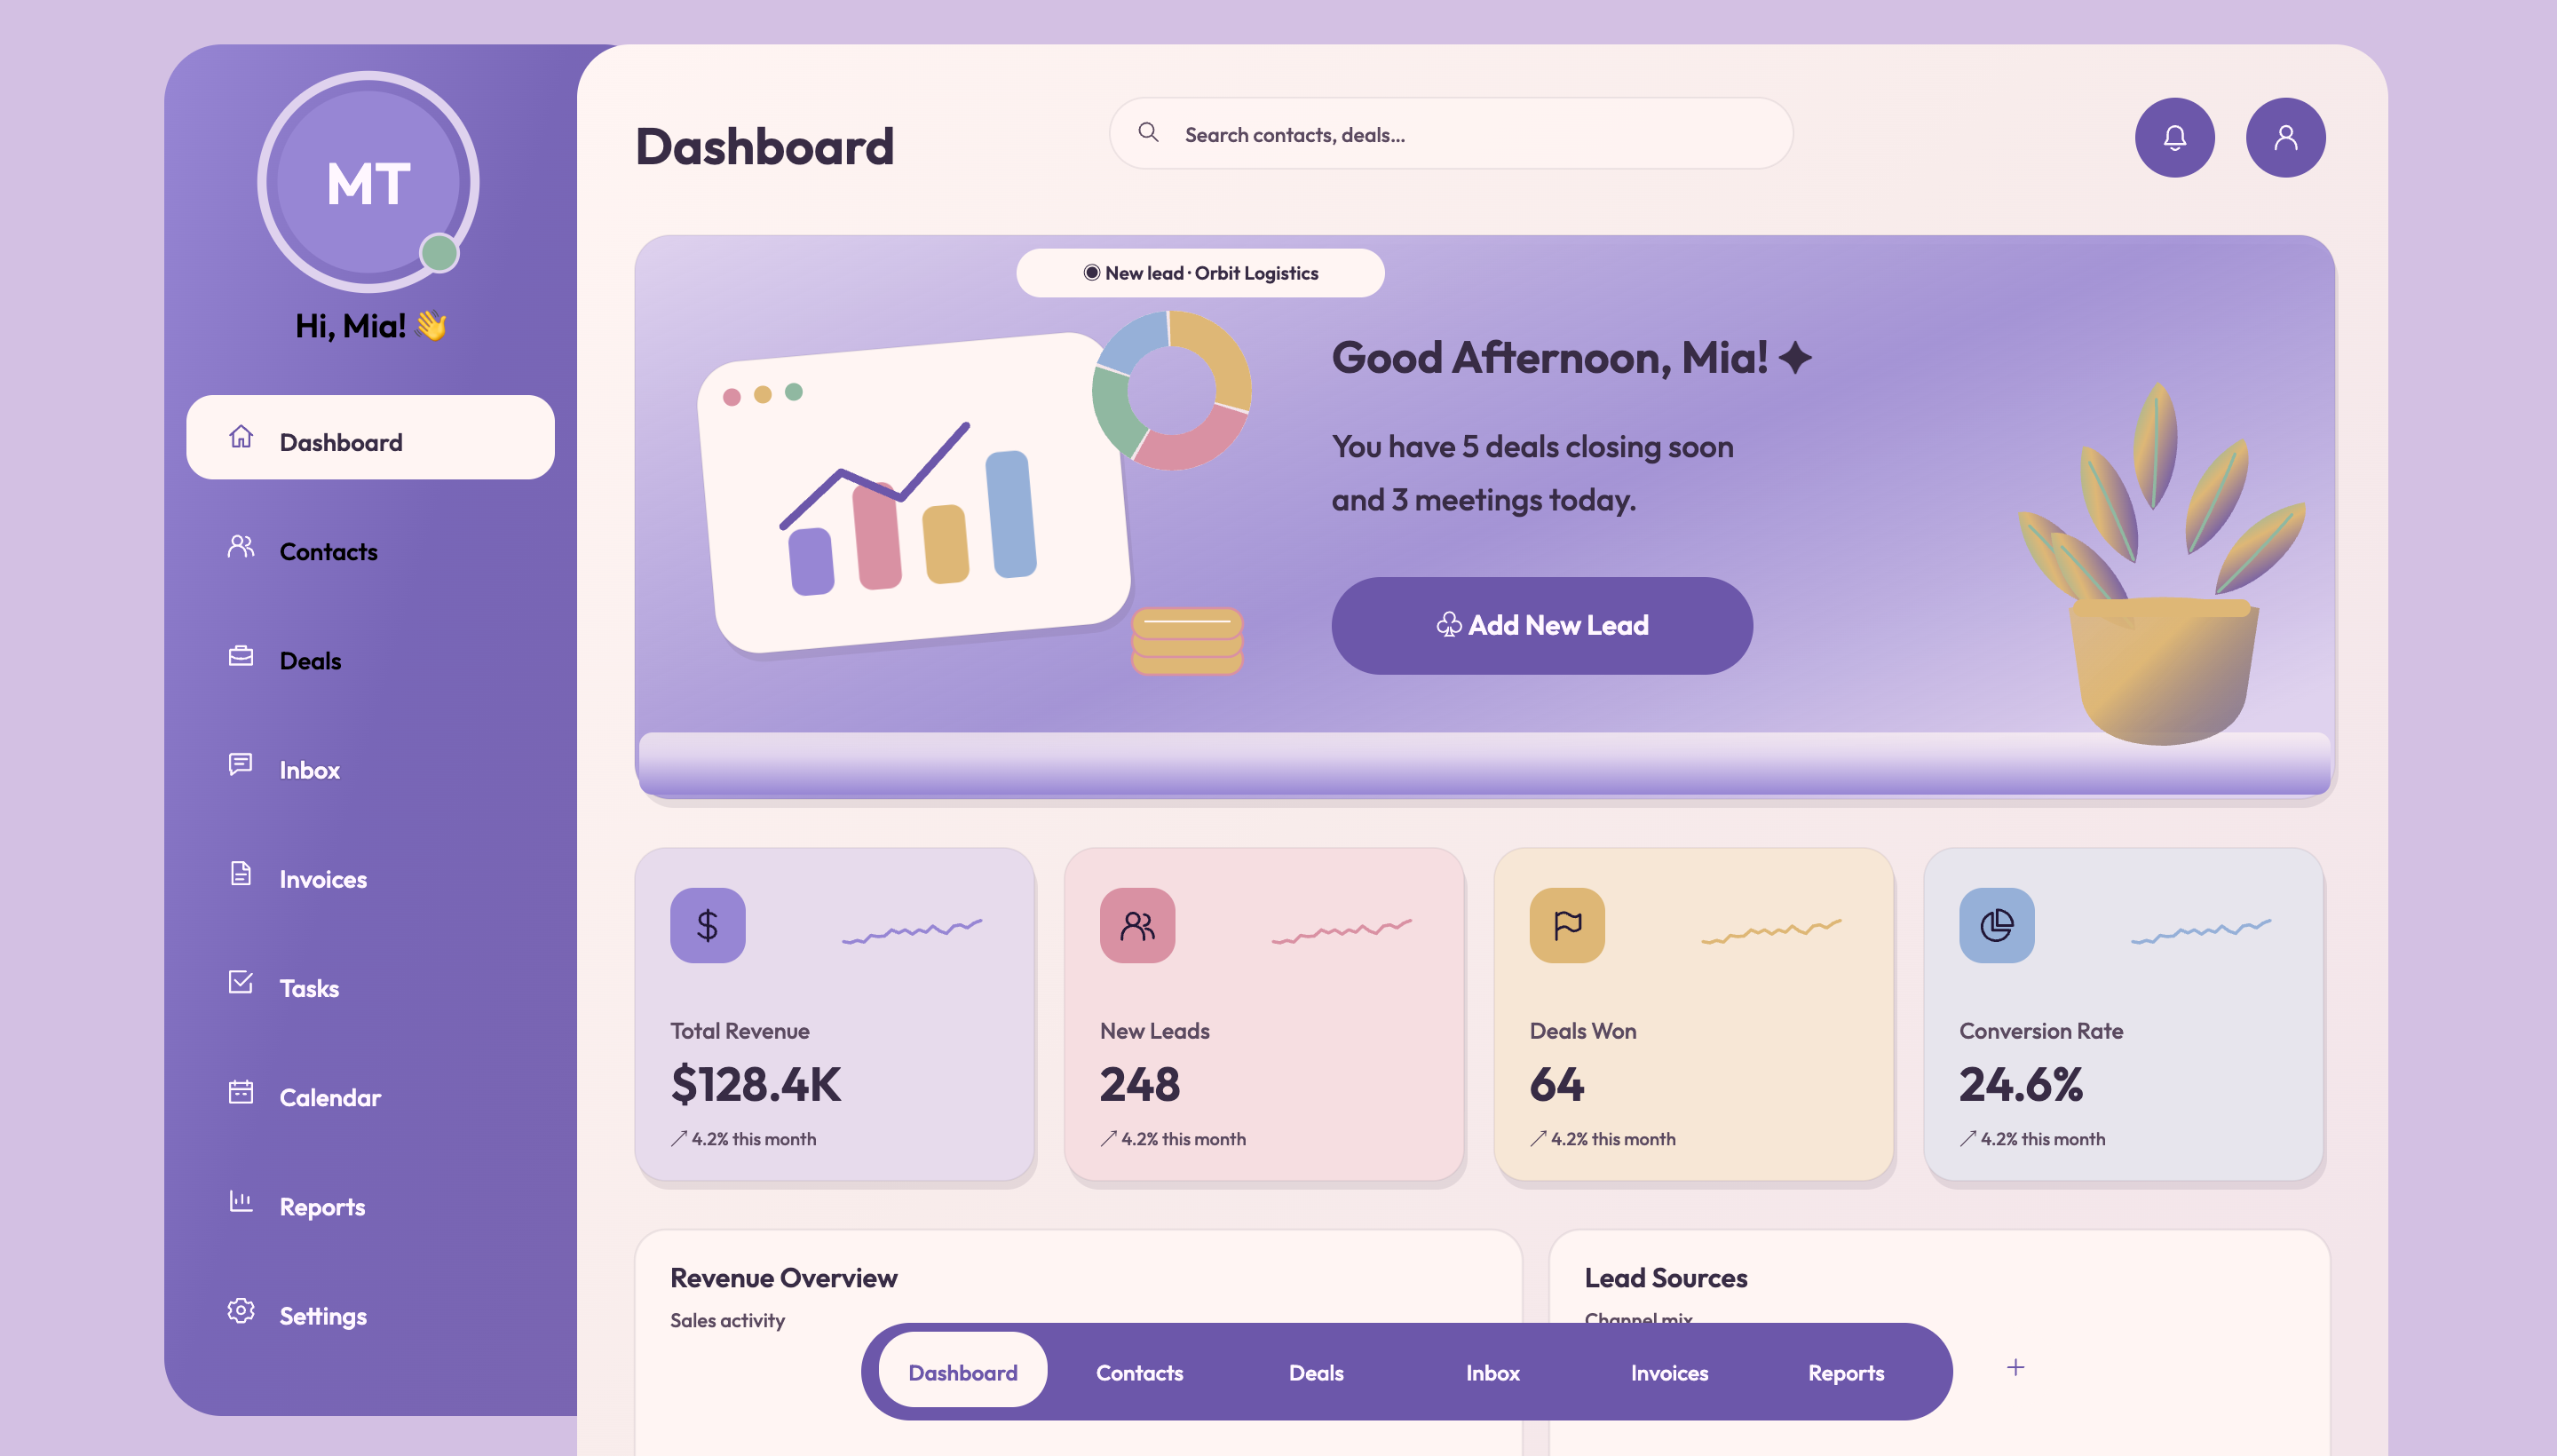 MT
Hi, Mia! 👋
Dashboard
Contacts
Deals
Inbox
Invoices
Tasks
Calendar
Reports
Settings
Dashboard
Search contacts, deals...
◉ New lead · Orbit Logistics
Good Afternoon, Mia! ✦
You have 5 deals closing soon
and 3 meetings today.
♧ Add New Lead
$
Total Revenue
$128.4K
↗ 4.2% this month
New Leads
248
↗ 4.2% this month
Deals Won
64
↗ 4.2% this month
Conversion Rate
24.6%
↗ 4.2% this month
Revenue Overview
Sales activity
Lead Sources
Channel mix
Dashboard
Contacts
Deals
Inbox
Invoices
Reports
+